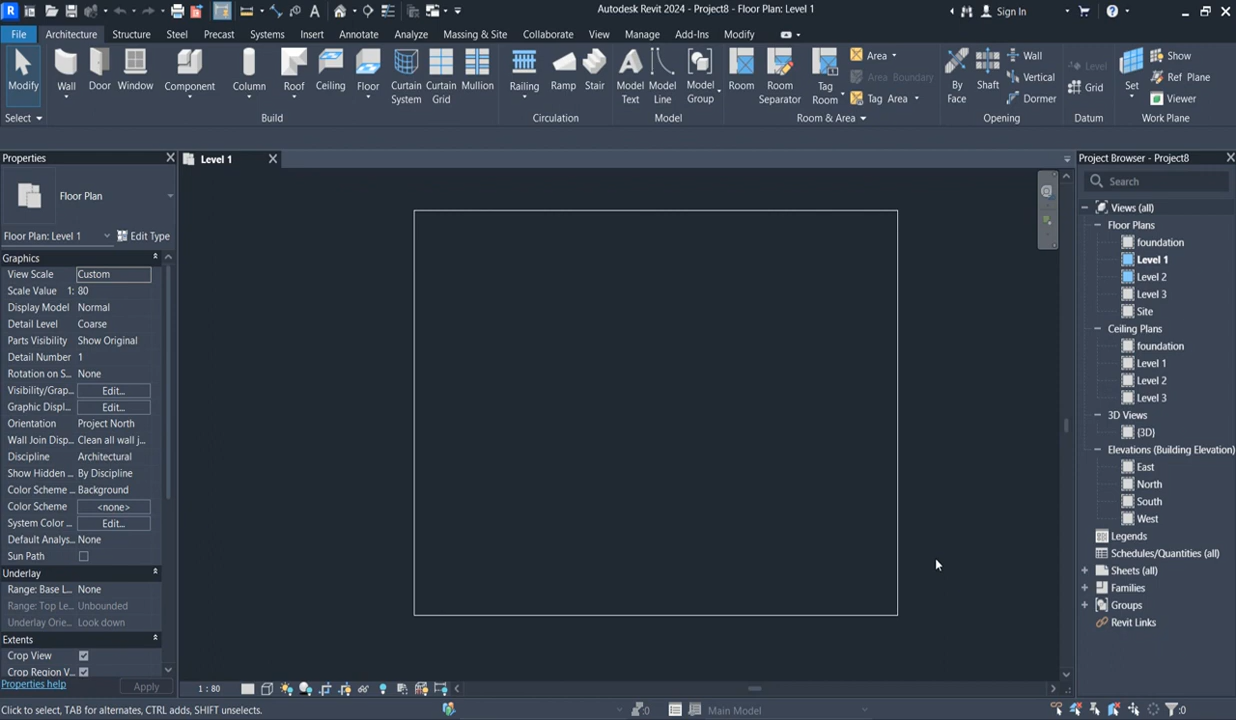 Autodesk Revit 2024 - Project8 - Floor Plan: Level 1
Sign In
File Architecture Structure Steel Precast Systems Insert Annotate Analyze Massing & Site Collaborate View Manage Add-Ins Modify
Modify
Wall
Door
Window
Component
Column
Roof
Ceiling
Floor
Curtain System
Curtain Grid
Mullion
Railing
Ramp
Stair
Model Text
Model Line
Model Group
Room
Room Separator
Tag Room
Area
Area Boundary
Tag Area
By Face
Shaft
Wall
Vertical
Dormer
Level
Grid
Set
Show
Ref Plane
Viewer
Select
Build
Circulation
Model
Room & Area
Opening
Datum
Work Plane
Properties
Floor Plan
Floor Plan: Level 1 Edit Type
Graphics
View Scale Custom
Scale Value 1: 80
Display Model Normal
Detail Level Coarse
Parts Visibility Show Original
Detail Number 1
Rotation on S... None
Visibility/Grap... Edit...
Graphic Displ... Edit...
Orientation Project North
Wall Join Disp... Clean all wall j...
Discipline Architectural
Show Hidden ... By Discipline
Color Scheme ... Background
Color Scheme <none>
System Color ... Edit...
Default Analys... None
Sun Path
Underlay
Range: Base L... None
Range: Top Le... Unbounded
Underlay Orie... Look down
Extents
Crop View
Crop Region V...
Properties help Apply
Level 1
1 : 80
Project Browser - Project8
Search
Views (all)
Floor Plans
foundation
Level 1
Level 2
Level 3
Site
Ceiling Plans
foundation
Level 1
Level 2
Level 3
3D Views
{3D}
Elevations (Building Elevation)
East
North
South
West
Legends
Schedules/Quantities (all)
Sheets (all)
Families
Groups
Revit Links
Click to select, TAB for alternates, CTRL adds, SHIFT unselects.
:0
Main Model
:0